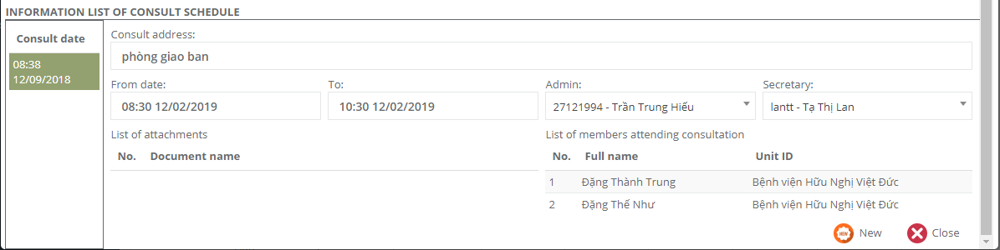 INFORMATION LIST OF CONSULT SCHEDULE
Consult date
08:38
12/09/2018
Consult address:
phòng giao ban
From date: To: Admin: Secretary:
08:30 12/02/2019 10:30 12/02/2019 27121994 - Trần Trung Hiếu lantt - Tạ Thị Lan
List of attachments
No. Document name
List of members attending consultation
No. Full name Unit ID
1 Đặng Thành Trung Bệnh viện Hữu Nghị Việt Đức
2 Đặng Thế Như Bệnh viện Hữu Nghị Việt Đức
NEW New Close